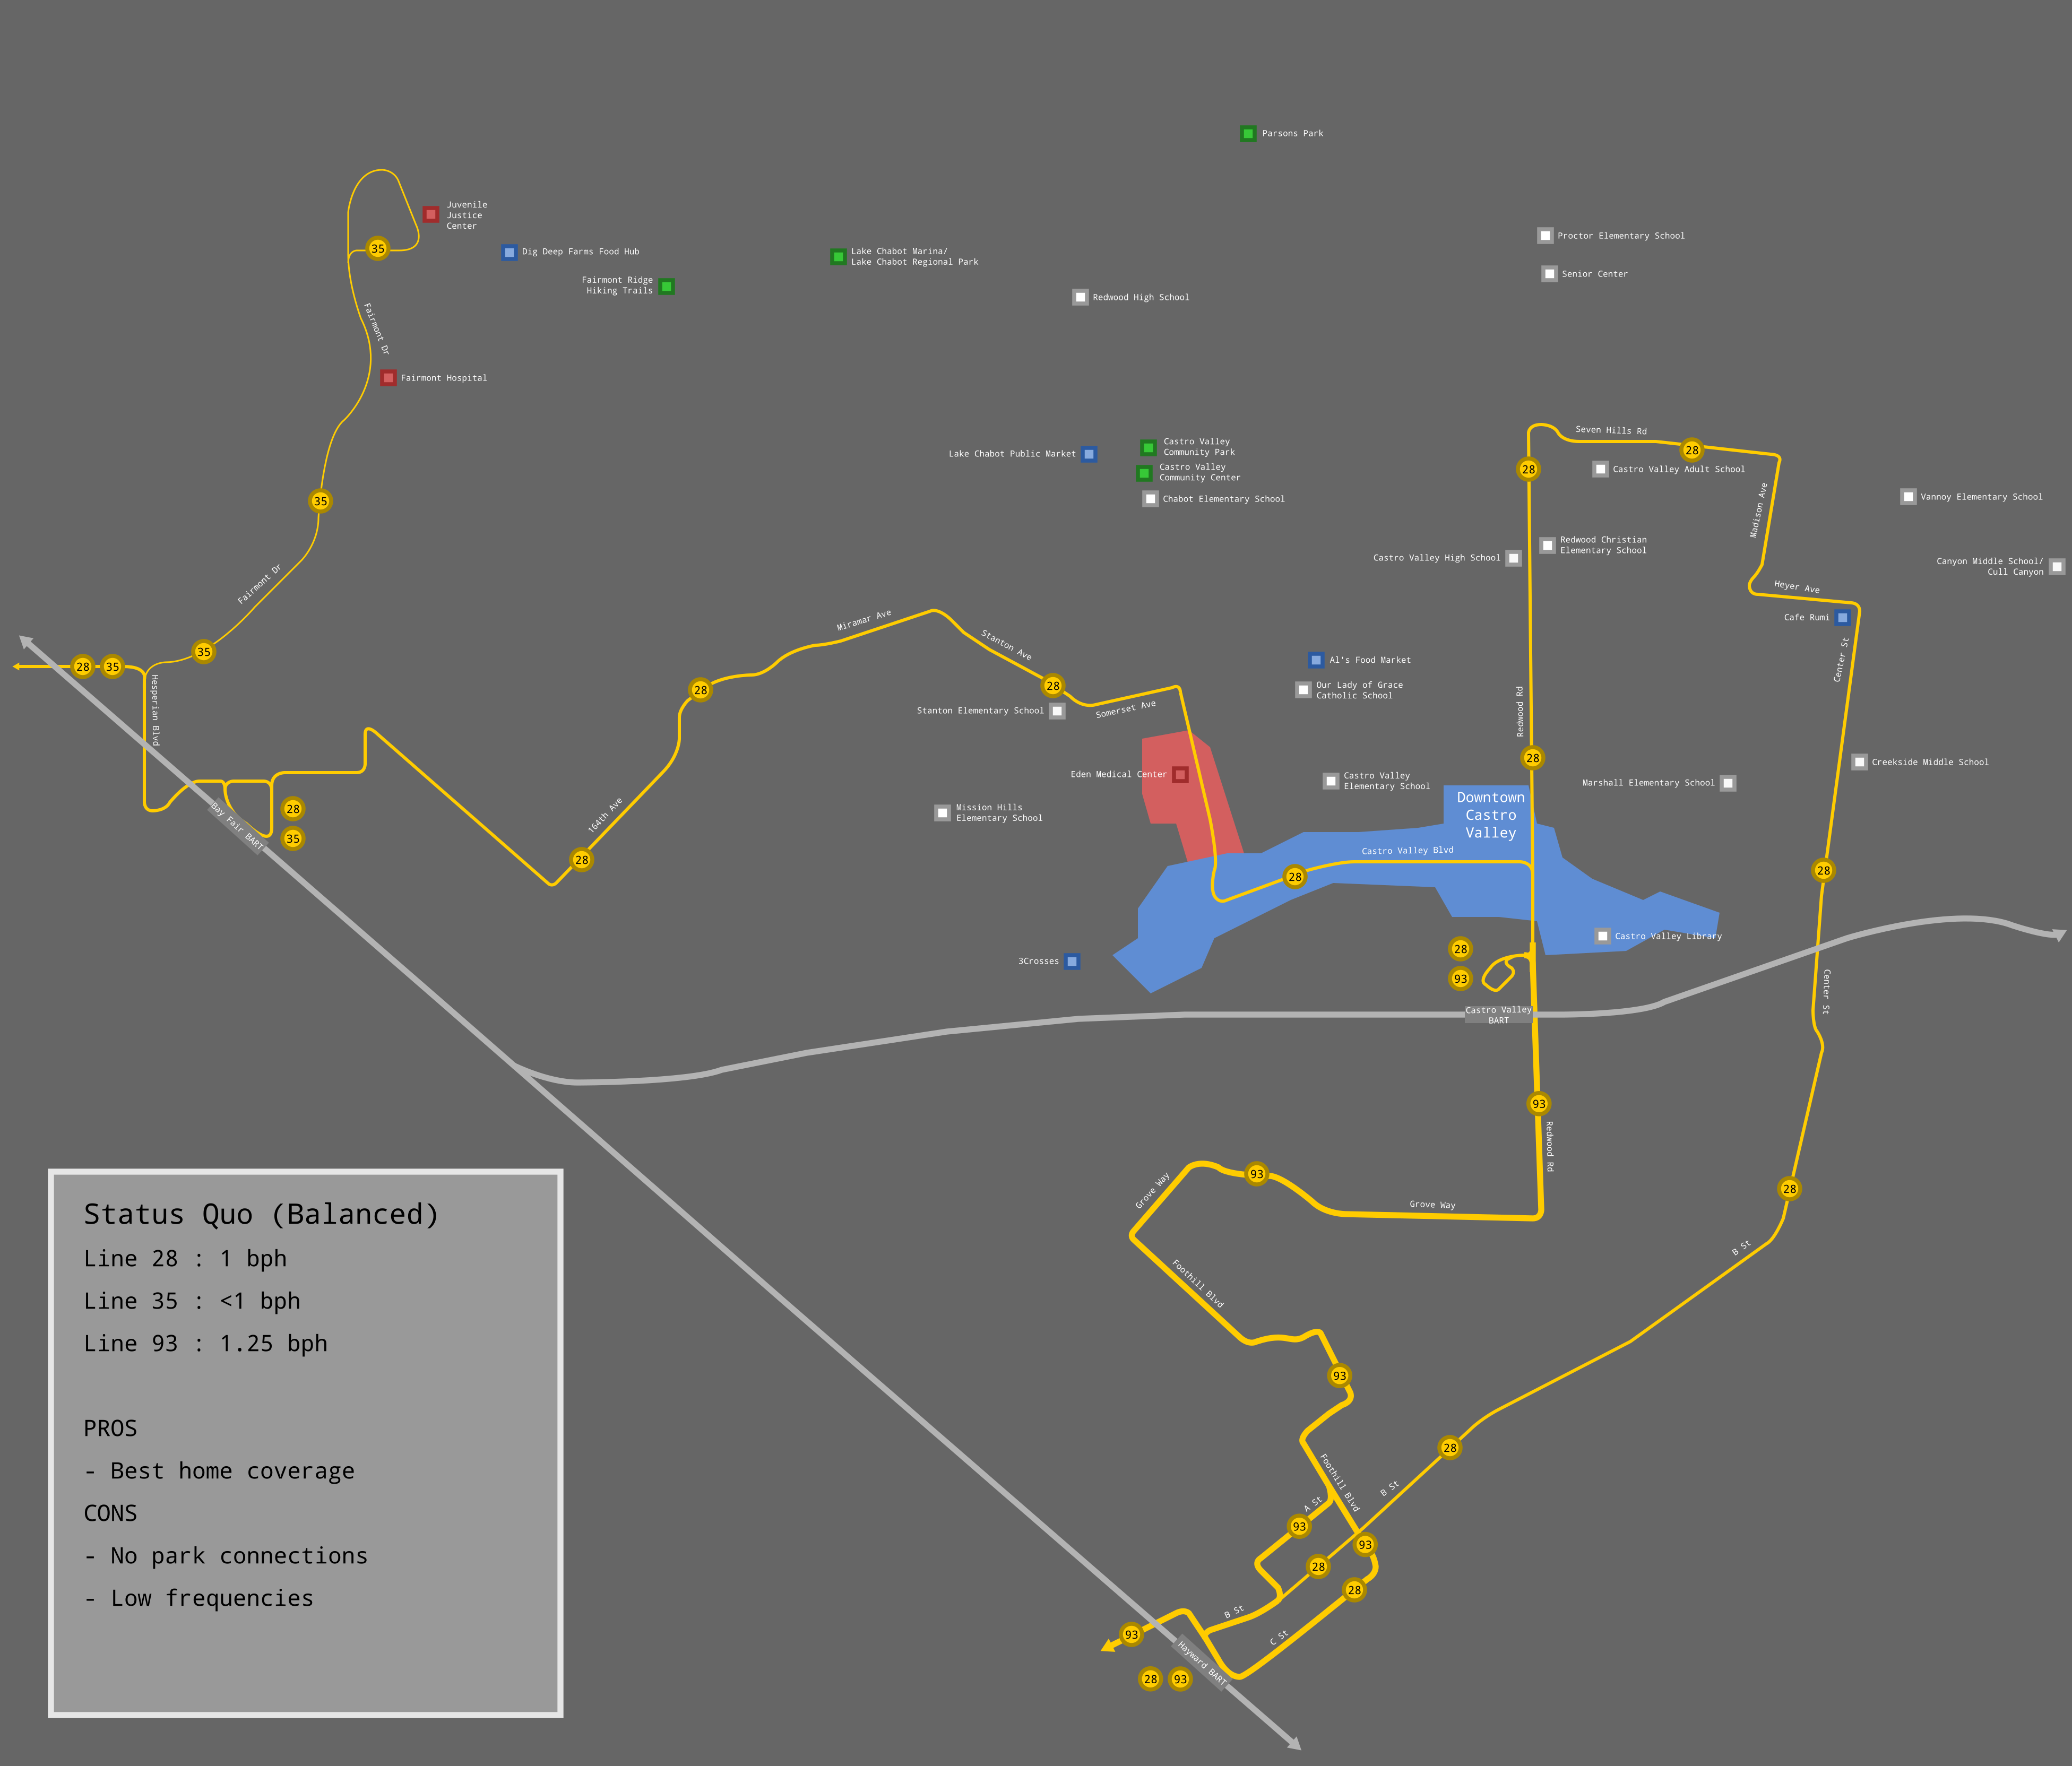 Parsons Park
Juvenile
Justice
Center
35
Dig Deep Farms Food Hub
Fairmont Ridge
Hiking Trails
Lake Chabot Marina/
Lake Chabot Regional Park
Redwood High School
Proctor Elementary School
Senior Center
Fairmont Dr
Fairmont Hospital
Seven Hills Rd
28
Castro Valley
Community Park
Lake Chabot Public Market
Castro Valley
Community Center
28
Castro Valley Adult School
Chabot Elementary School
Vannoy Elementary School
35
Madison Ave
Redwood Christian
Elementary School
Castro Valley High School
Canyon Middle School/
Cull Canyon
Fairmont Dr
Heyer Ave
Cafe Rumi
Miramar Ave
Stanton Ave
35
28
35
Center St
Al's Food Market
Our Lady of Grace
Catholic School
28
28
Hesperian Blvd
Stanton Elementary School
Somerset Ave
Redwood Rd
28
Creekside Middle School
Eden Medical Center
Castro Valley
Elementary School
Marshall Elementary School
Downtown
Castro
Valley
28
35
Bay Fair BART
164th Ave
Mission Hills
Elementary School
Castro Valley Blvd
28
28
28
Castro Valley Library
3Crosses
28
93
Castro Valley
BART
Center St
93
Redwood Rd
93
Grove Way
Grove Way
28
B St
Foothill Blvd
93
28
Foothill Blvd
B St
A St
93
93
28
28
B St
C St
93
Hayward BART
28
93
Status Quo (Balanced)
Line 28 : 1 bph
Line 35 : <1 bph
Line 93 : 1.25 bph
PROS
- Best home coverage
CONS
- No park connections
- Low frequencies